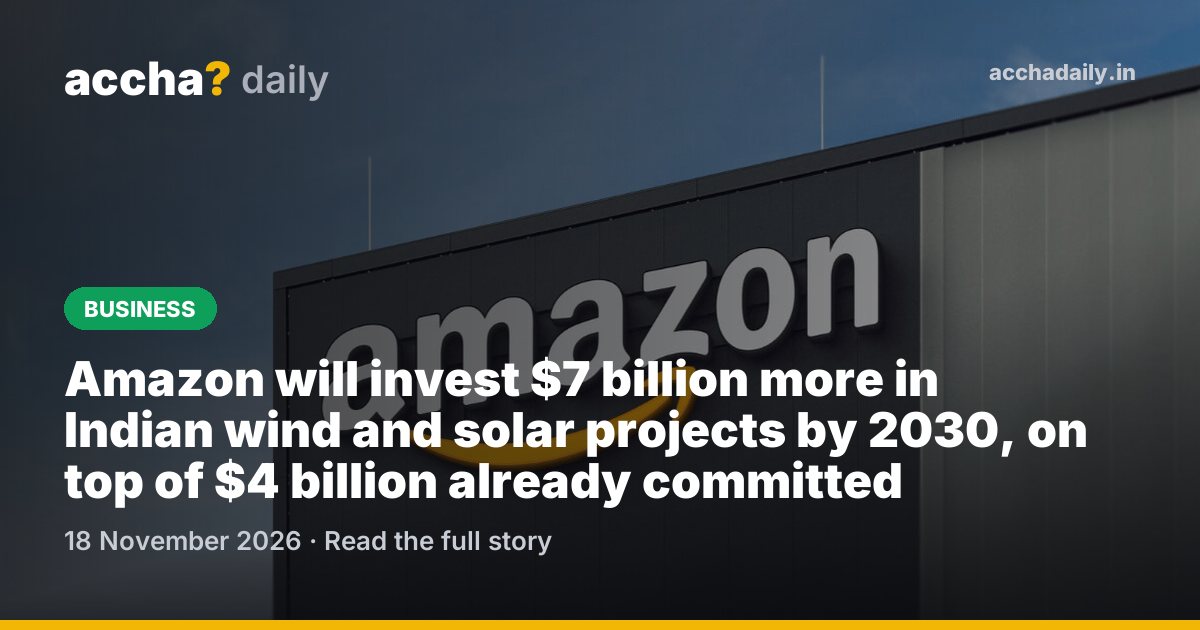 accha? daily
acchadaily.in
amazon
BUSINESS
Amazon will invest $7 billion more in
Indian wind and solar projects by 2030, on
top of $4 billion already committed
18 November 2026 · Read the full story